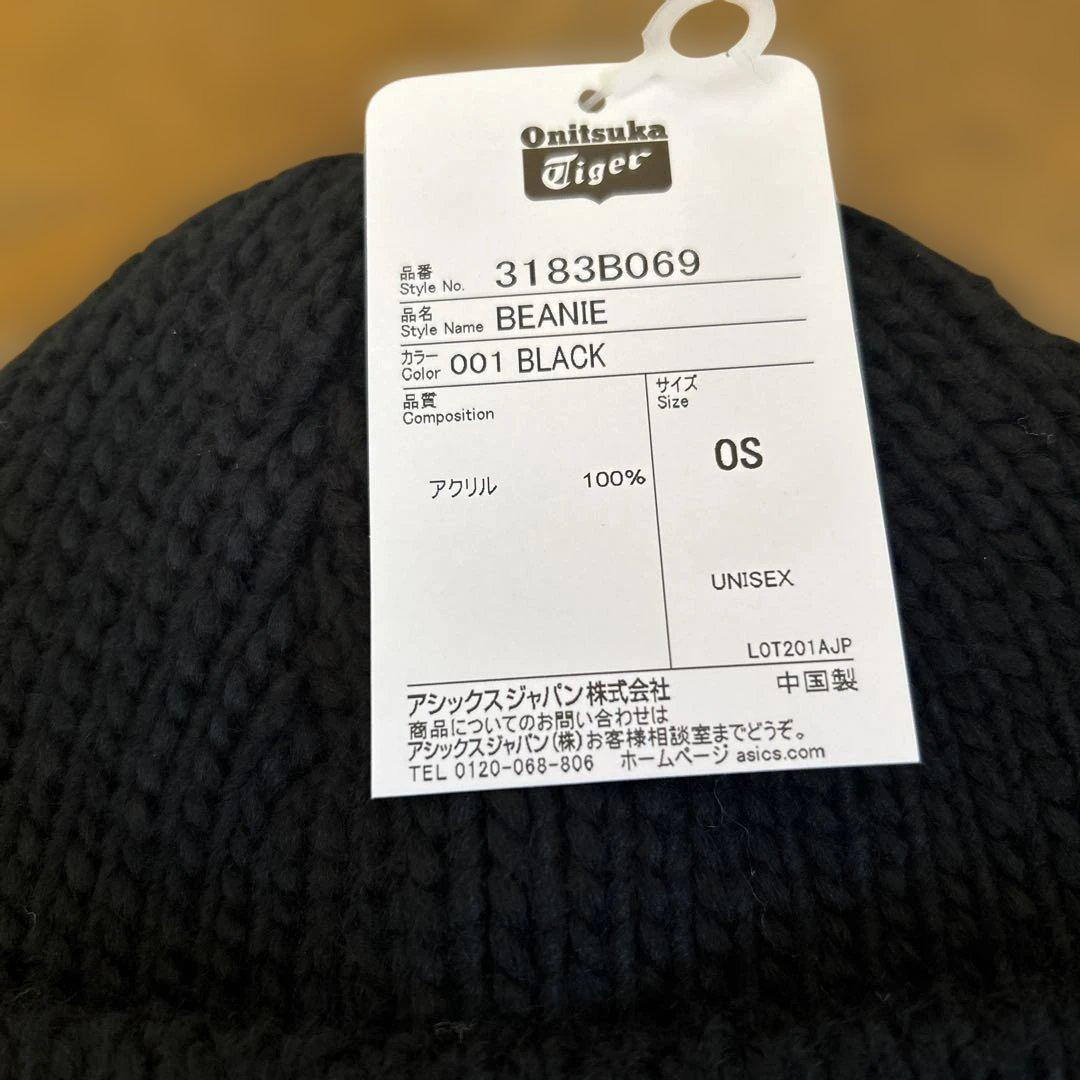 Onitsuka
Tiger
品番
Style No. 3183B069
品名
Style Name BEANIE
カラー
Color 001 BLACK
品質
Composition
サイズ
Size
アクリル 100%
OS
UNISEX
LOT201AJP
アシックスジャパン株式会社 中国製
商品についてのお問い合わせは
アシックスジャパン(株)お客様相談室までどうぞ。
TEL 0120-068-806 ホームページ asics.com